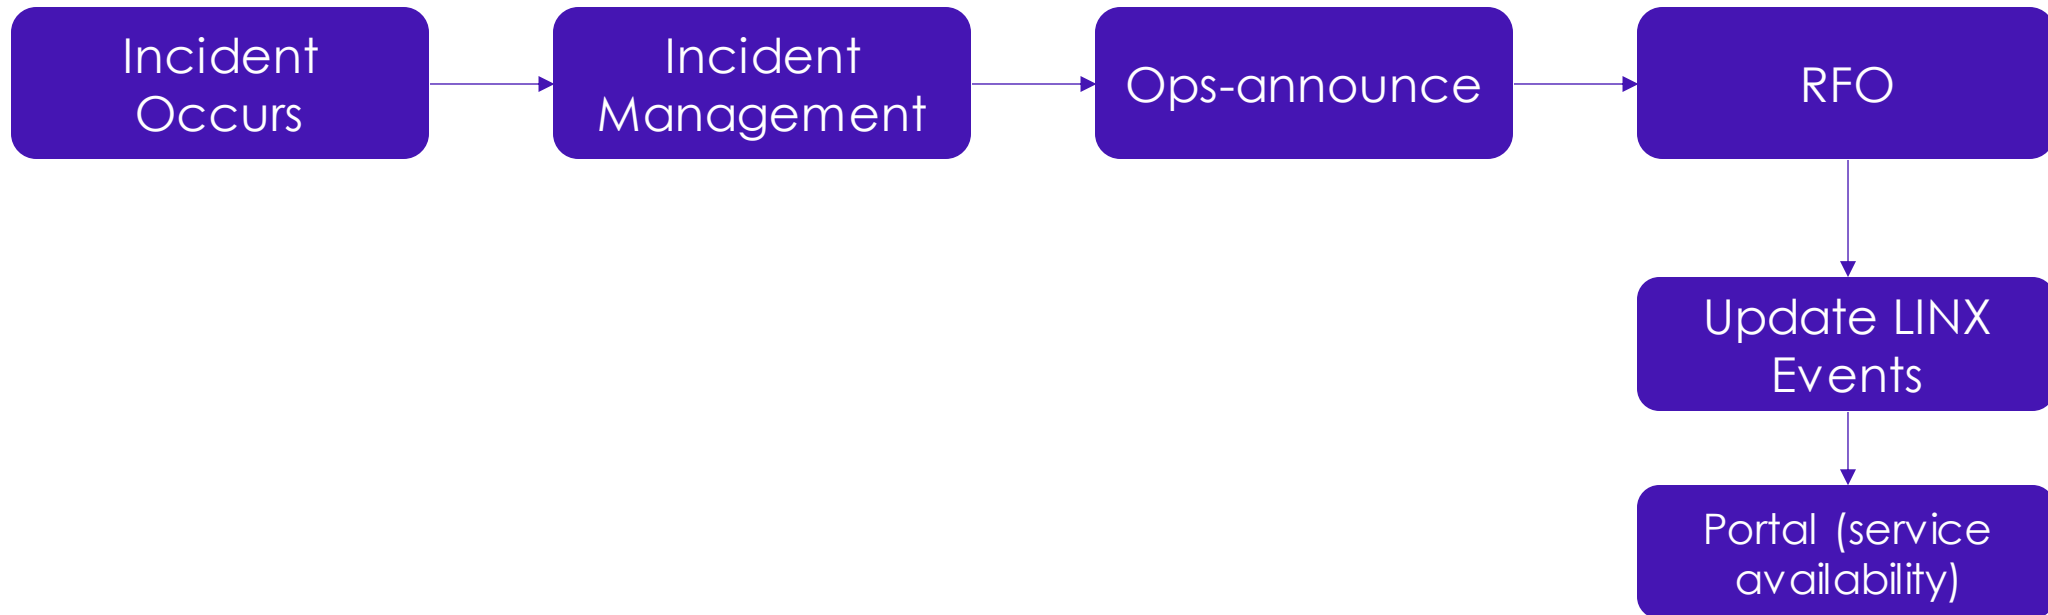 Incident
Occurs
Incident
Management
Ops-announce
RFO
Update LINX
Events
Portal (service
availability)